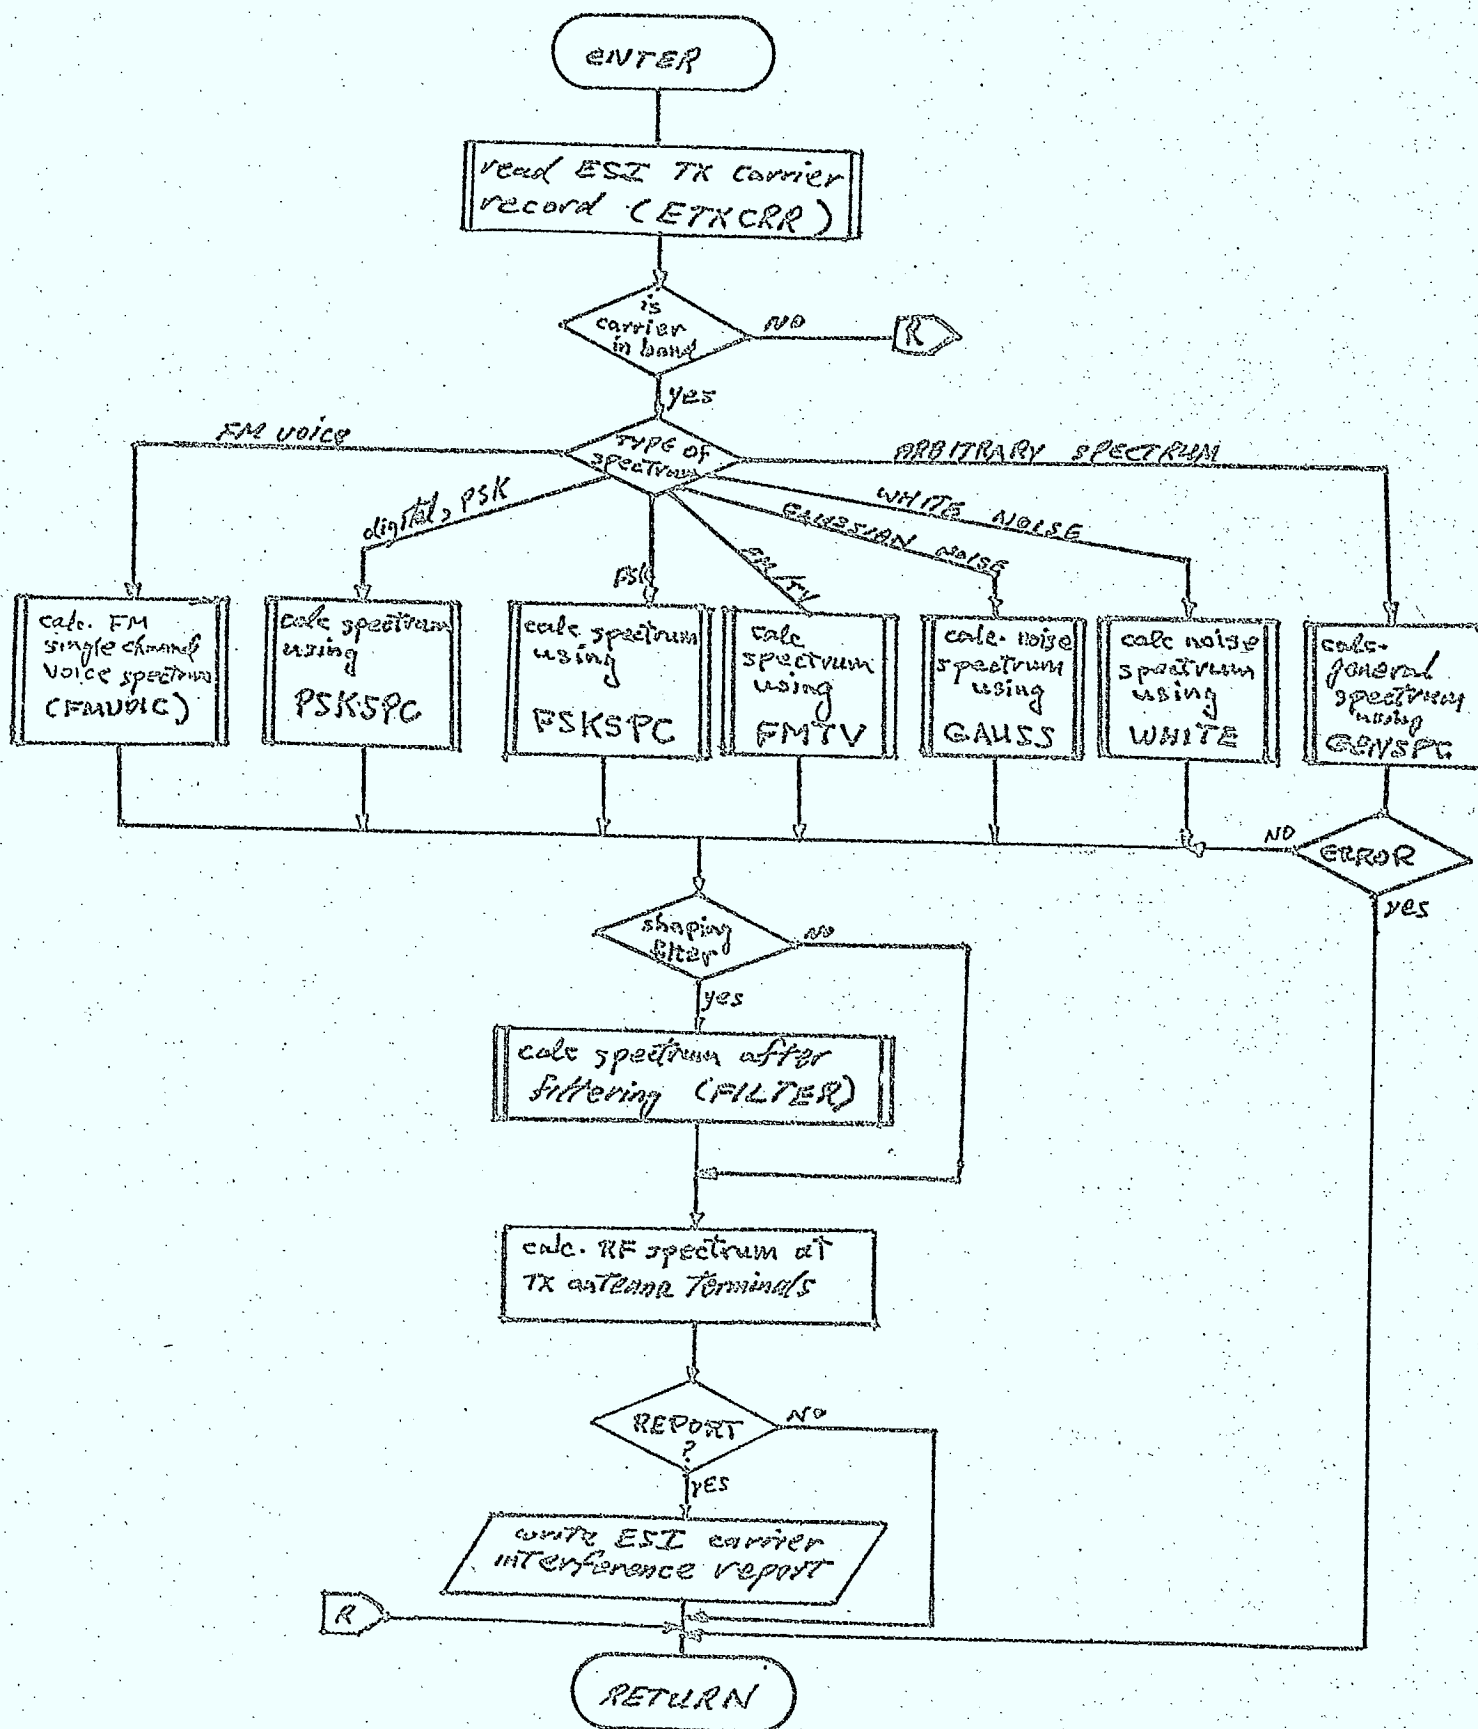 ENTER
read ESI TX carrier
record (ETXCRR)
is
carrier
in band
NO
R
yes
FM voice
TYPE of
spectrum
ARBITRARY SPECTRUM
digital, PSK
FSK
FM/TV
GAUSSIAN NOISE
WHITE NOISE
calc. FM
single channel
voice spectrum
(FMVOIC)
calc spectrum
using
PSKSPC
calc spectrum
using
FSKSPC
calc
spectrum
using
FMTV
calc. noise
spectrum
using
GAUSS
calc noise
spectrum
using
WHITE
calc.
general
spectrum
using
GENSPC
NO
ERROR
yes
shaping
filter
NO
yes
calc spectrum after
filtering (FILTER)
calc. RF spectrum at
TX antenna Terminals
REPORT
?
NO
yES
write ESI carrier
interference report
R
RETURN